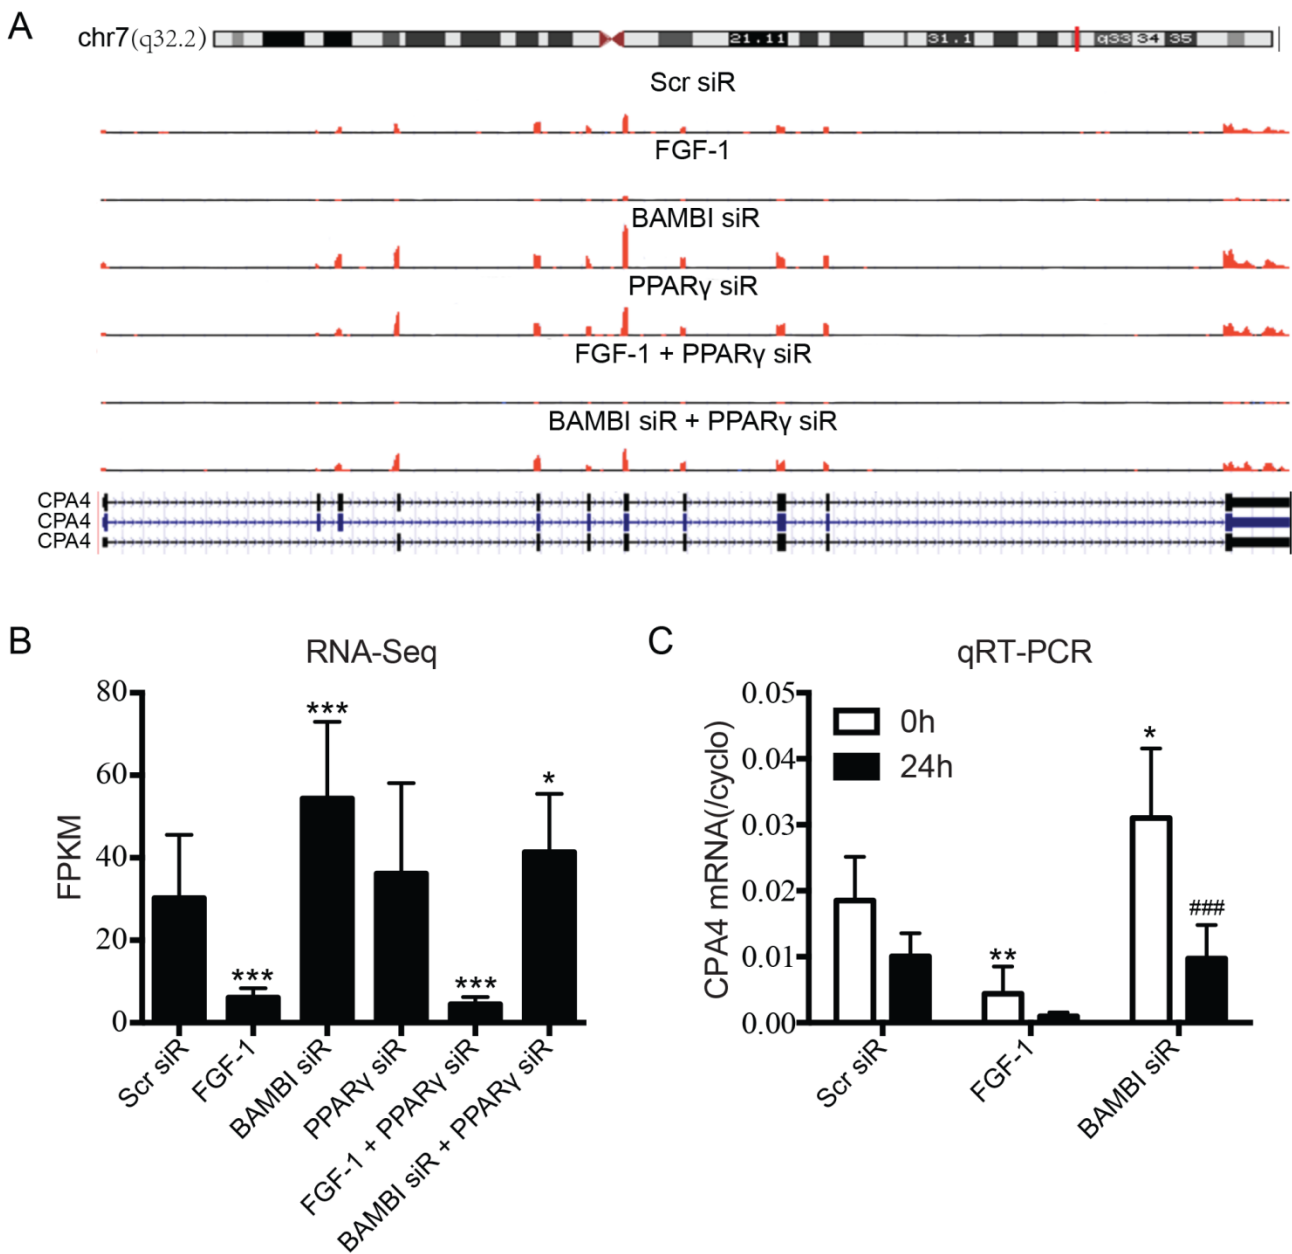 A
chr7(q32.2)
21.11 31.1 q33 34 35
Scr siR
FGF-1
BAMBI siR
PPARγ siR
FGF-1 + PPARγ siR
BAMBI siR + PPARγ siR
CPA4
CPA4
CPA4
B
RNA-Seq
FPKM
80
60
40
20
0
***
***
***
*
Scr siR
FGF-1
BAMBI siR
PPARγ siR
FGF-1 + PPARγ siR
BAMBI siR + PPARγ siR
C
qRT-PCR
CPA4 mRNA(/cyclo)
0.05
0.04
0.03
0.02
0.01
0.00
0h
24h
**
*
###
Scr siR
FGF-1
BAMBI siR